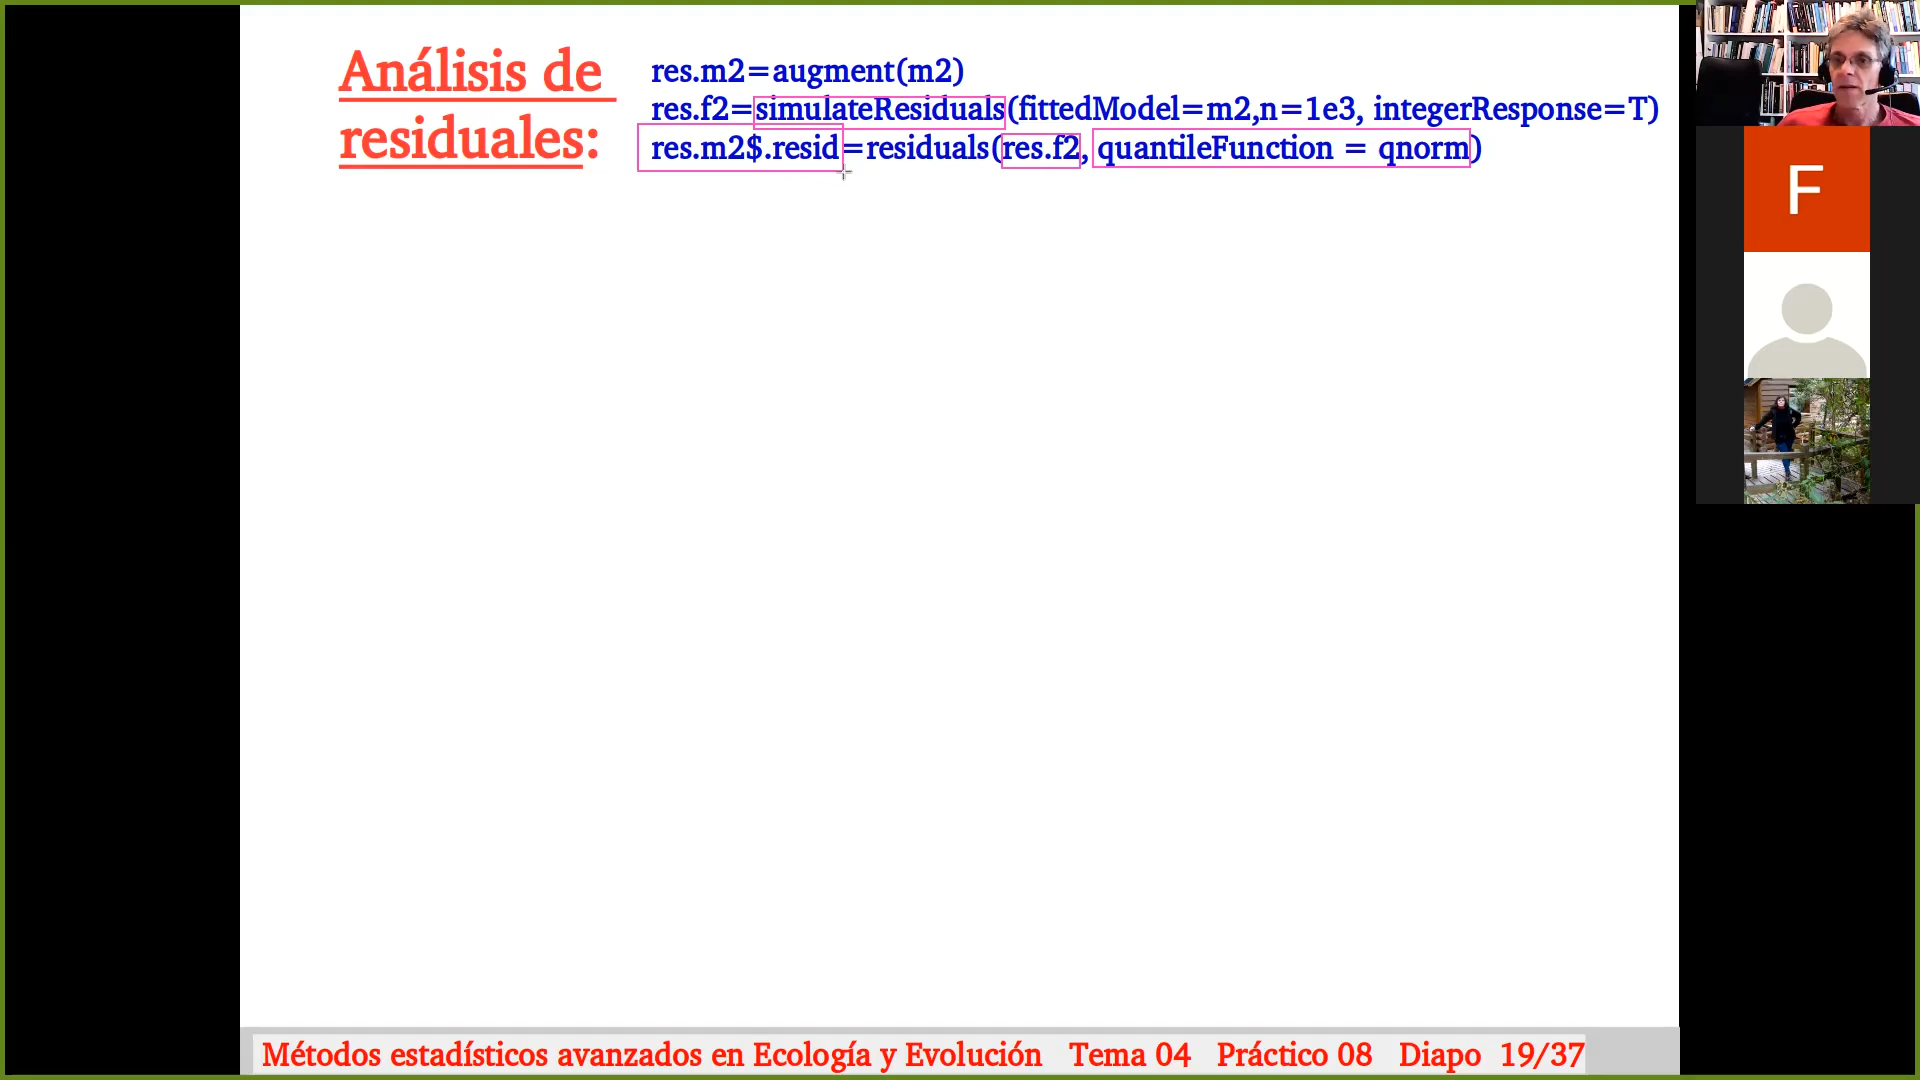 Análisis de
residuales:
res.m2=augment(m2)
res.f2=simulateResiduals(fittedModel=m2,n=1e3, integerResponse=T)
res.m2$.resid=residuals(res.f2, quantileFunction = qnorm)
F
Métodos estadísticos avanzados en Ecología y Evolución Tema 04 Práctico 08 Diapo 19/37